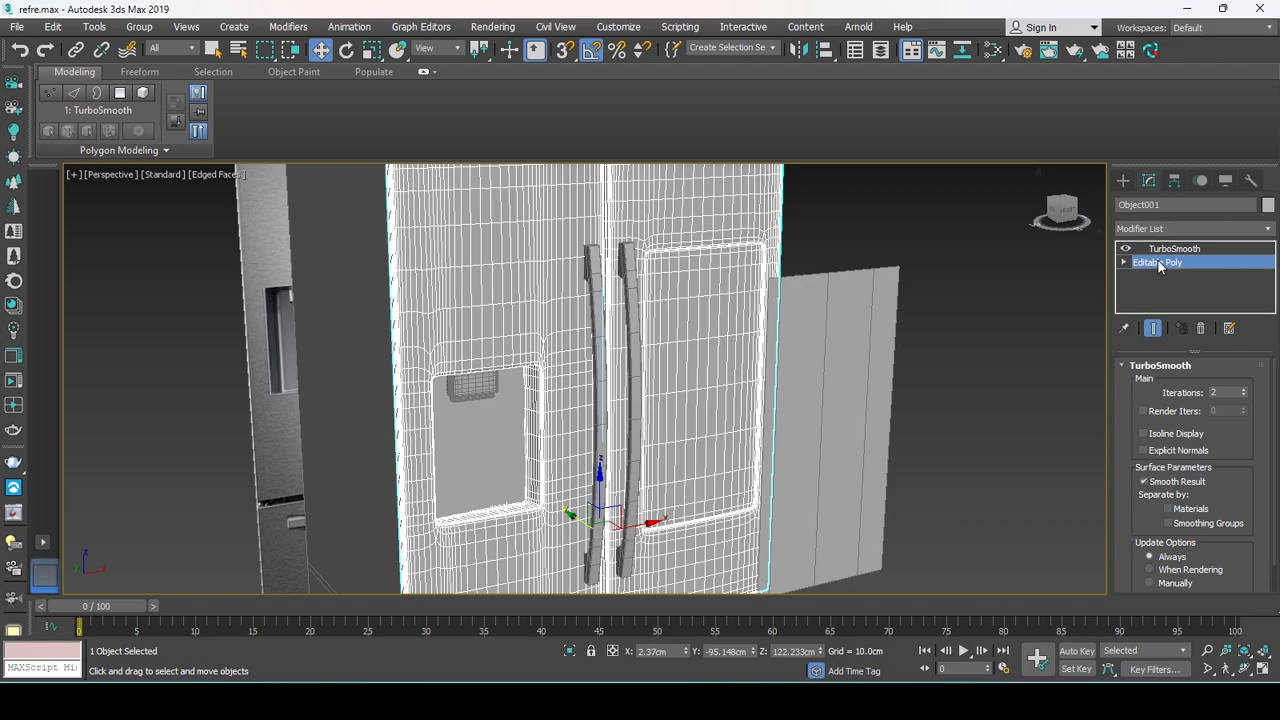 refre.max - Autodesk 3ds Max 2019
File Edit Tools Group Views Create Modifiers Animation Graph Editors Rendering Civil View Customize Scripting Interactive Content Arnold Help Sign In Workspaces: Default
All View Create Selection Se
Modeling Freeform Selection Object Paint Populate
1: TurboSmooth
Polygon Modeling
[+] [Perspective] [Standard] [Edged Faces]
Object001
Modifier List
TurboSmooth
Editable Poly
TurboSmooth
Main
Iterations: 2
Render Iters: 0
Isoline Display
Explicit Normals
Surface Parameters
Smooth Result
Separate by:
Materials
Smoothing Groups
Update Options
Always
When Rendering
Manually
z
x
z
x
< 0 / 100 >
0 5 10 15 20 25 30 35 40 45 50 55 60 65 70 75 80 85 90 95 100
1 Object Selected X: 2.37cm Y: -95.148cm Z: 122.233cm Grid = 10.0cm Auto Key Selected
MAXScript Mi Click and drag to select and move objects Add Time Tag 0 Set Key Key Filters...